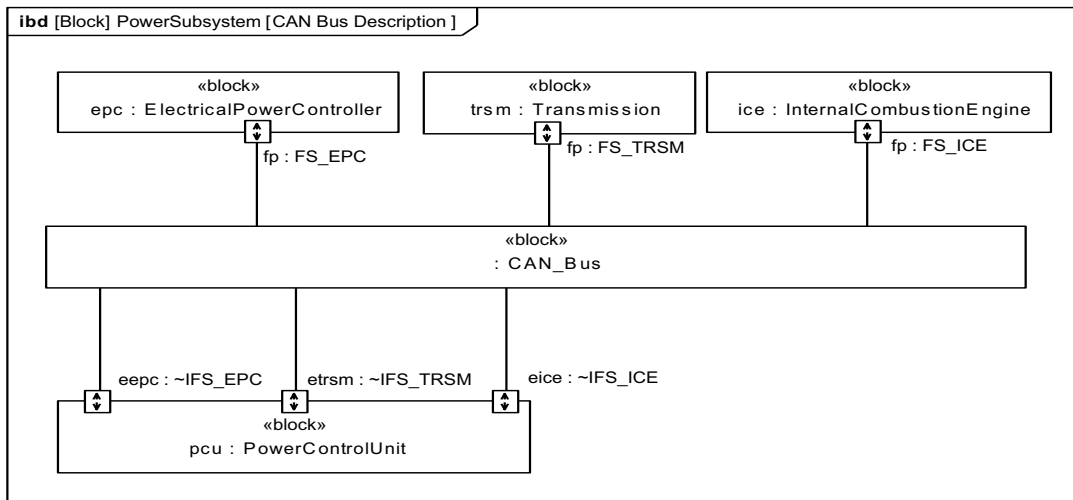 ibd [Block] PowerSubsystem [CAN Bus Description ]
«block»
epc : ElectricalPowerController
«block»
trsm : Transmission
«block»
ice : InternalCombustionEngine
fp : FS_EPC
fp : FS_TRSM
fp : FS_ICE
«block»
: CAN_Bus
eepc : ~IFS_EPC
etrsm : ~IFS_TRSM
eice : ~IFS_ICE
«block»
pcu : PowerControlUnit